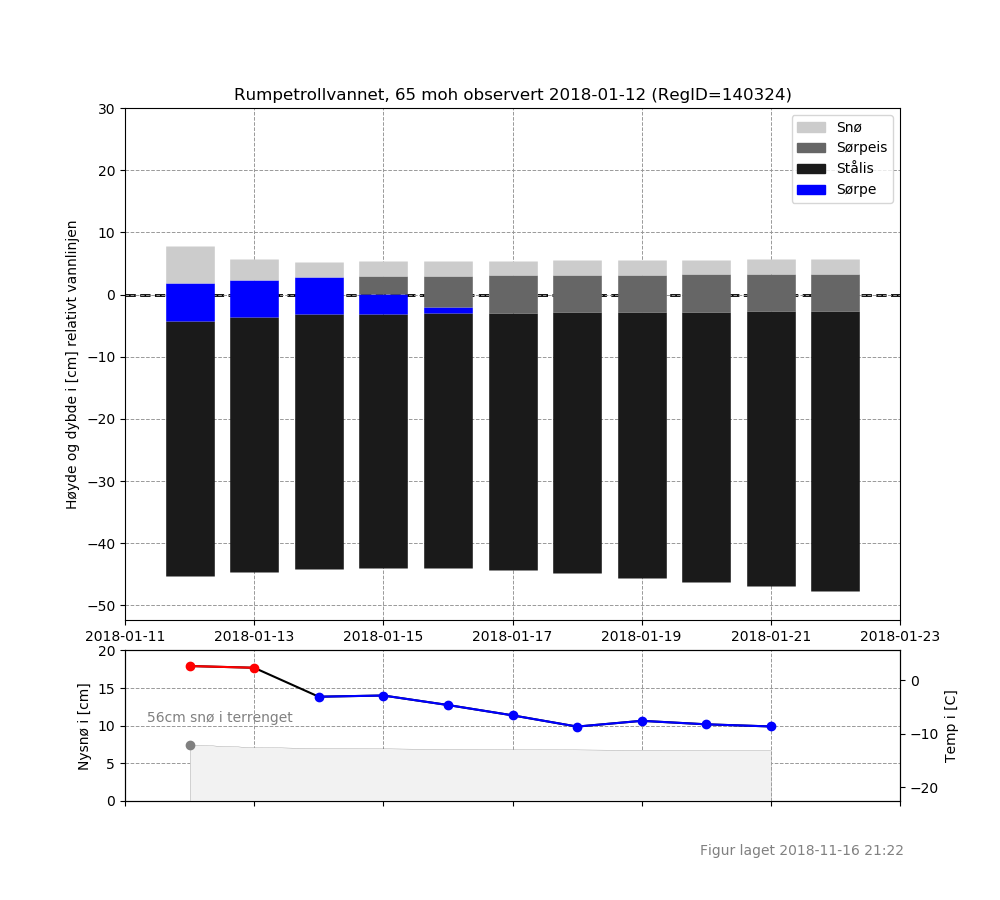 Rumpetrollvannet, 65 moh observert 2018-01-12 (RegID=140324)
Høyde og dybde i [cm] relativt vannlinjen
30
20
10
0
−10
−20
−30
−40
−50
Snø
Sørpeis
Stålis
Sørpe
2018-01-11 2018-01-13 2018-01-15 2018-01-17 2018-01-19 2018-01-21 2018-01-23
Nysnø i [cm]
20
15
10
5
0
56cm snø i terrenget
0
−10
−20
Temp i [C]
Figur laget 2018-11-16 21:22